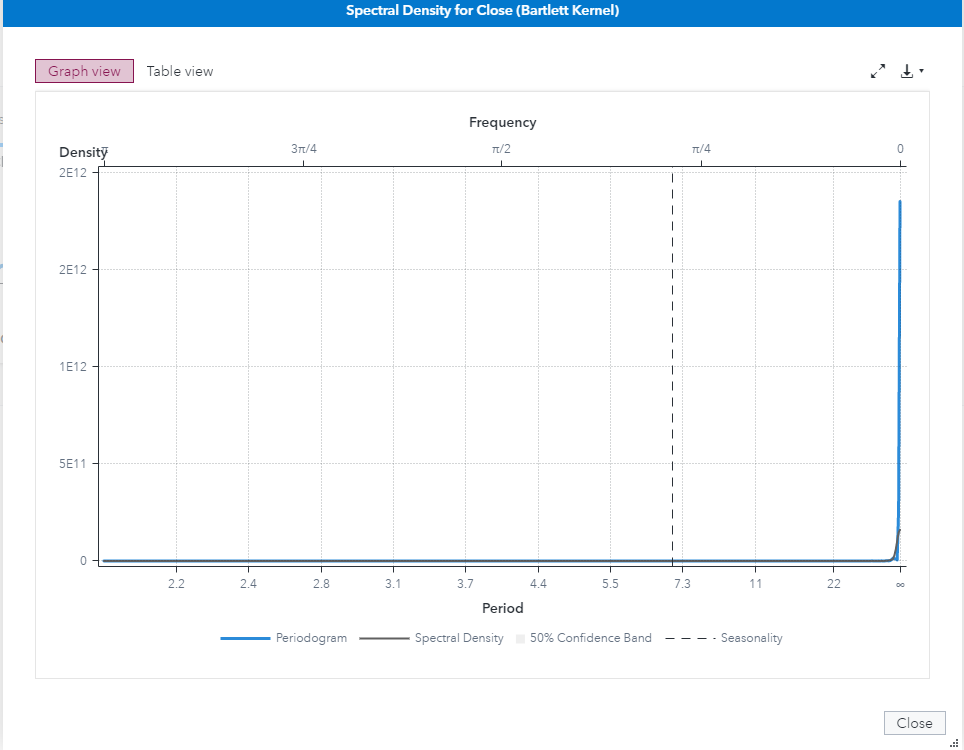 Spectral Density for Close (Bartlett Kernel)
Graph view Table view
Frequency
Density
π 3π/4 π/2 π/4 0
2E12
2E12
1E12
5E11
0
2.2 2.4 2.8 3.1 3.7 4.4 5.5 7.3 11 22 ∞
Period
Periodogram Spectral Density 50% Confidence Band Seasonality
Close